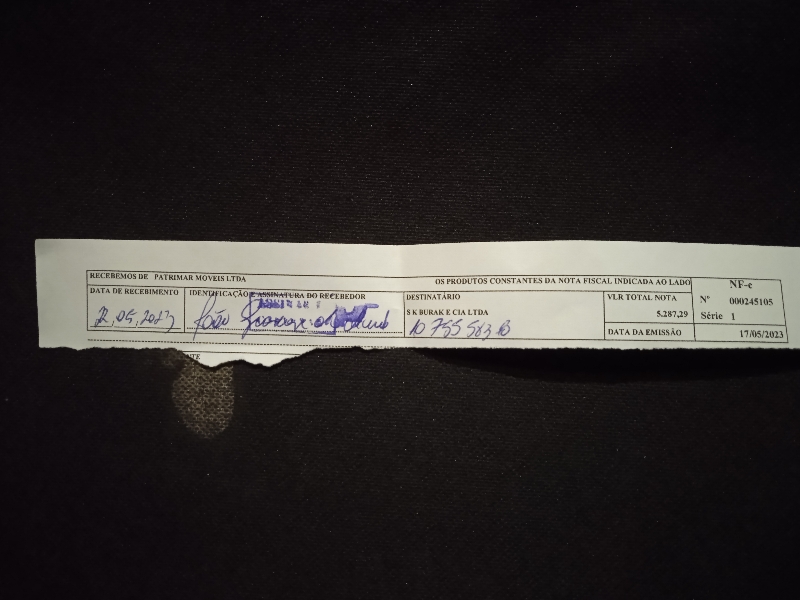 RECEBEMOS DE PATRIMAR MOVEIS LTDA OS PRODUTOS CONSTANTES DA NOTA FISCAL INDICADA AO LADO
NF-e
Nº 000245105
Série 1
DATA DE RECEBIMENTO
IDENTIFICAÇÃO E ASSINATURA DO RECEBEDOR
João
DESTINATÁRIO
S K BURAK E CIA LTDA
VLR TOTAL NOTA
5.287,29
DATA DA EMISSÃO
17/05/2023